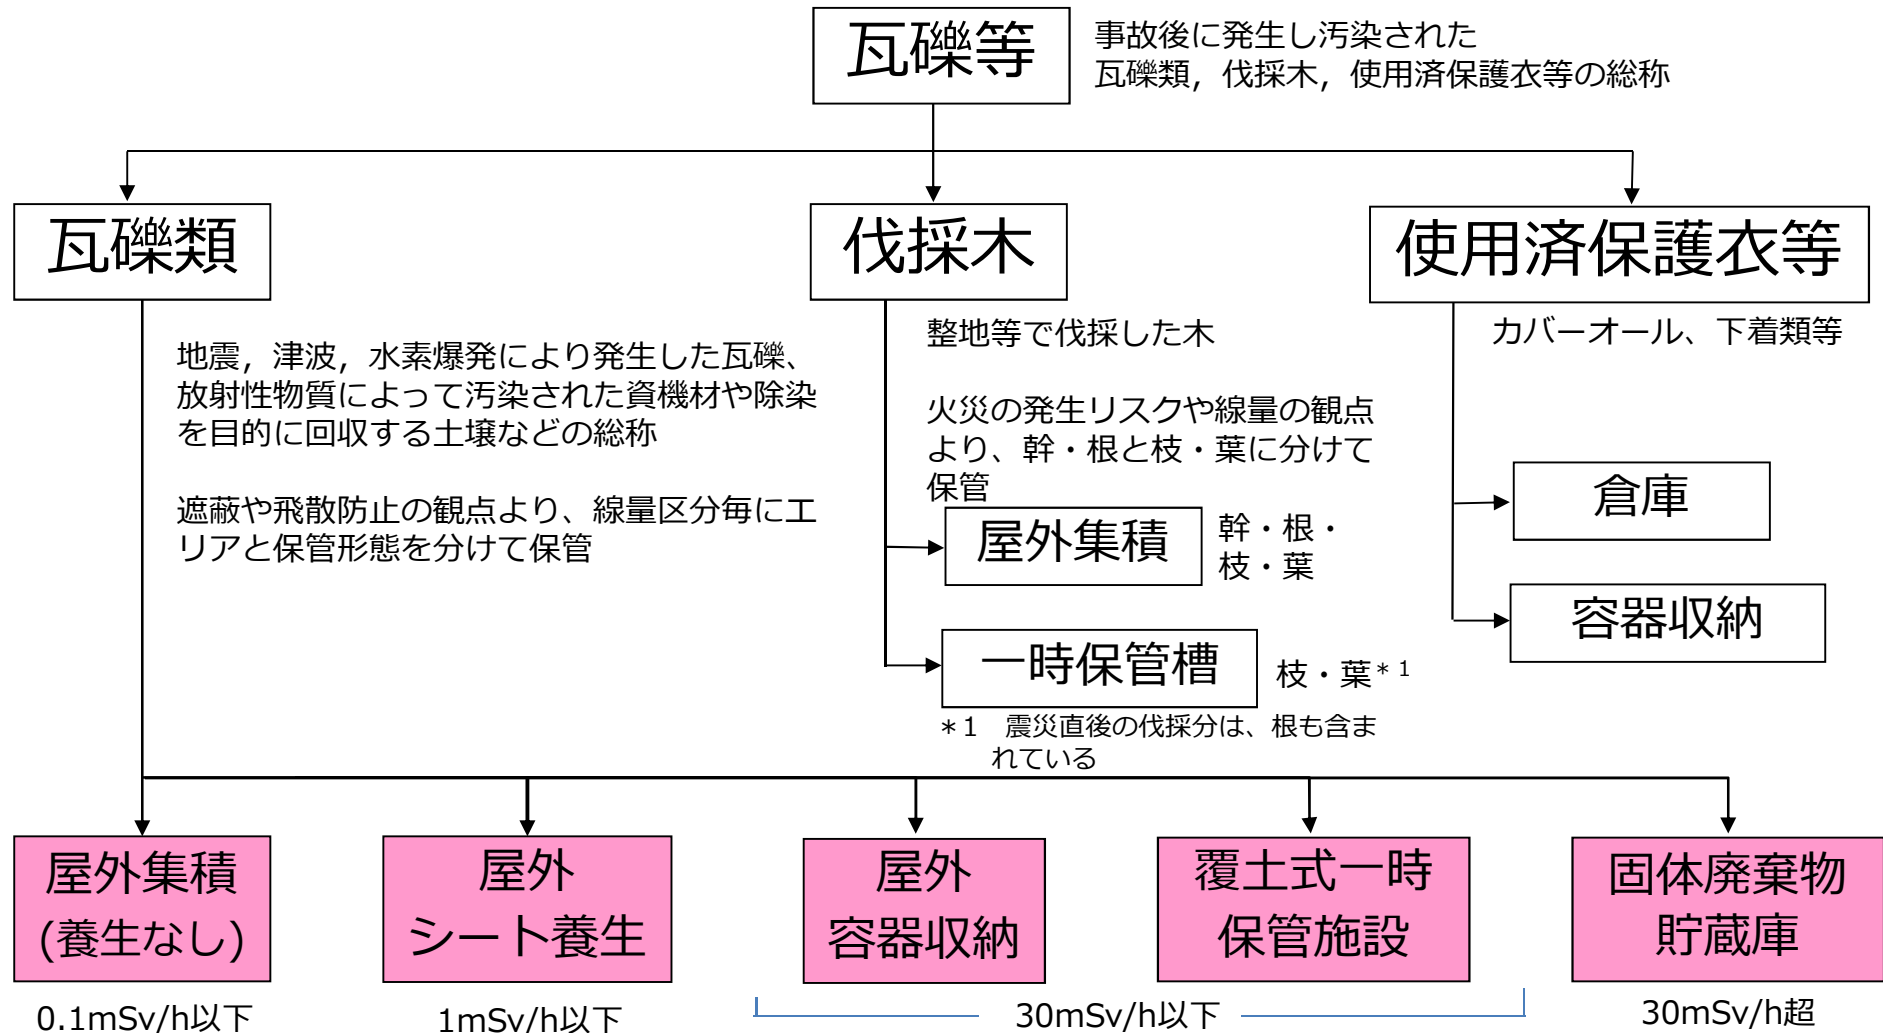 瓦礫等
事故後に発生し汚染された
瓦礫類，伐採木，使用済保護衣等の総称
瓦礫類
伐採木
使用済保護衣等
地震，津波，水素爆発により発生した瓦礫、
放射性物質によって汚染された資機材や除染
を目的に回収する土壌などの総称
遮蔽や飛散防止の観点より、線量区分毎にエ
リアと保管形態を分けて保管
整地等で伐採した木
火災の発生リスクや線量の観点
より、幹・根と枝・葉に分けて
保管
屋外集積
幹・根・
枝・葉
一時保管槽
枝・葉*1
＊1　震災直後の伐採分は、根も含ま
れている
カバーオール、下着類等
倉庫
容器収納
屋外集積
(養生なし)
0.1mSv/h以下
屋外
シート養生
1mSv/h以下
屋外
容器収納
覆土式一時
保管施設
30mSv/h以下
固体廃棄物
貯蔵庫
30mSv/h超